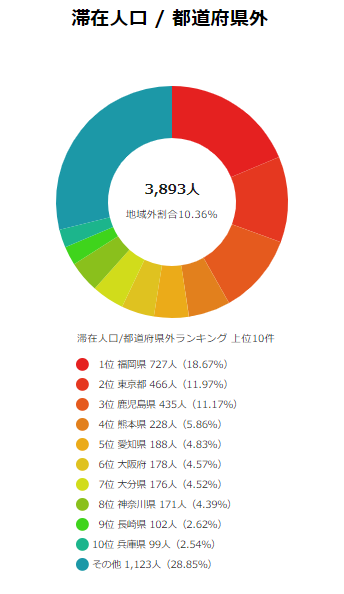 滞在人口 / 都道府県外
3,893人
地域外割合10.36%
滞在人口/都道府県外ランキング 上位10件
1位 福岡県 727人（18.67%）
2位 東京都 466人（11.97%）
3位 鹿児島県 435人（11.17%）
4位 熊本県 228人（5.86%）
5位 愛知県 188人（4.83%）
6位 大阪府 178人（4.57%）
7位 大分県 176人（4.52%）
8位 神奈川県 171人（4.39%）
9位 長崎県 102人（2.62%）
10位 兵庫県 99人（2.54%）
その他 1,123人（28.85%）